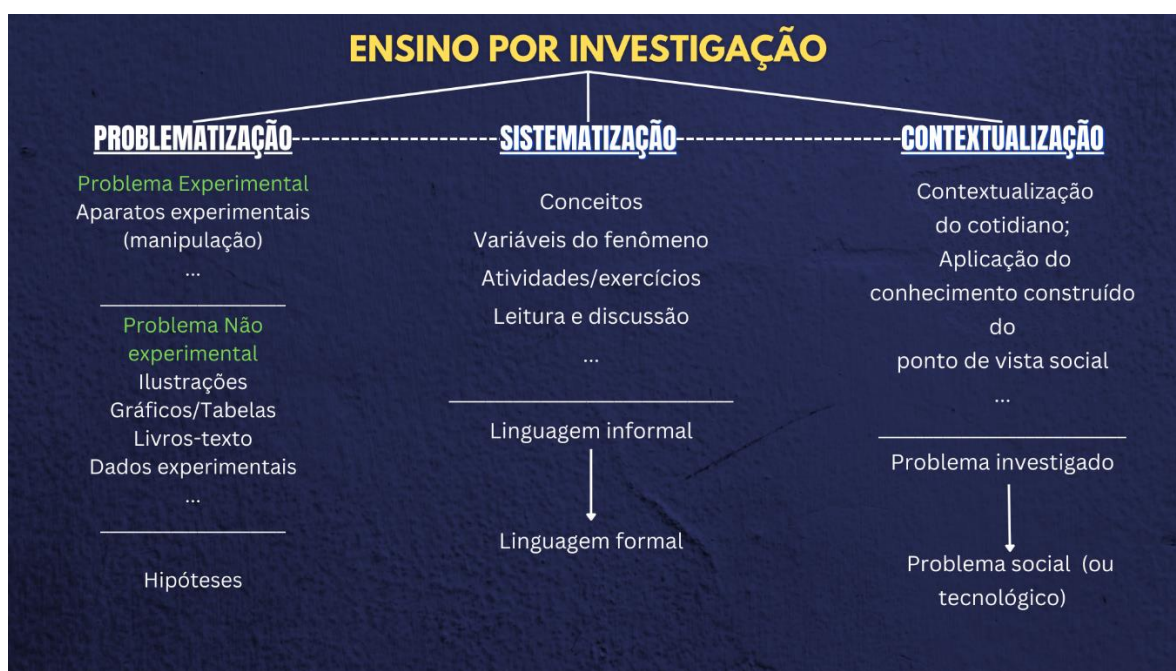 ENSINO POR INVESTIGAÇÃO
PROBLEMATIZAÇÃO
Problema Experimental
Aparatos experimentais
(manipulação)
...
Problema Não
experimental
Ilustrações
Gráficos/Tabelas
Livros-texto
Dados experimentais
...
Hipóteses
SISTEMATIZAÇÃO
Conceitos
Variáveis do fenômeno
Atividades/exercícios
Leitura e discussão
...
Linguagem informal
Linguagem formal
CONTEXTUALIZAÇÃO
Contextualização
do cotidiano;
Aplicação do
conhecimento construído
do
ponto de vista social
...
Problema investigado
Problema social (ou
tecnológico)